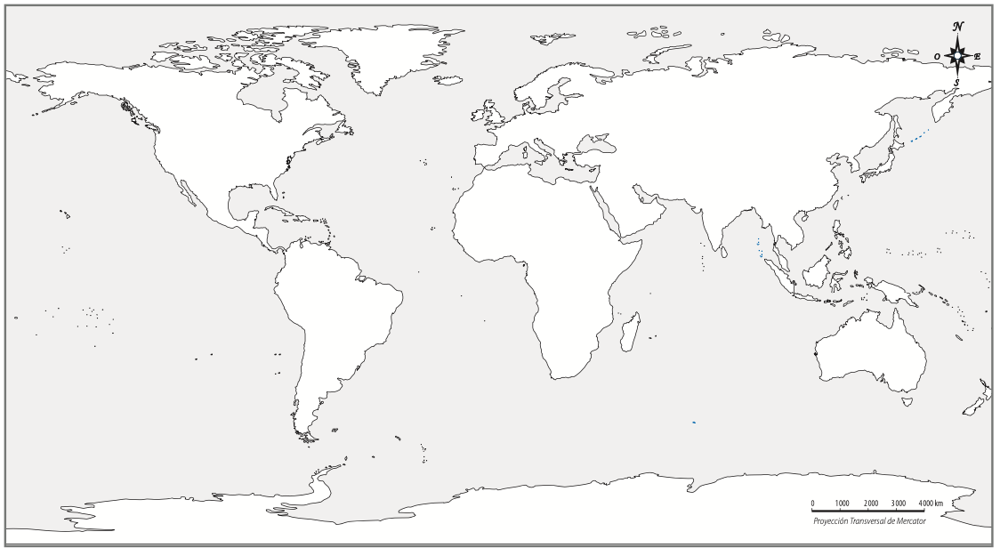 N
O E
S
0 1000 2000 3000 4000 km
Proyección Transversal de Mercator